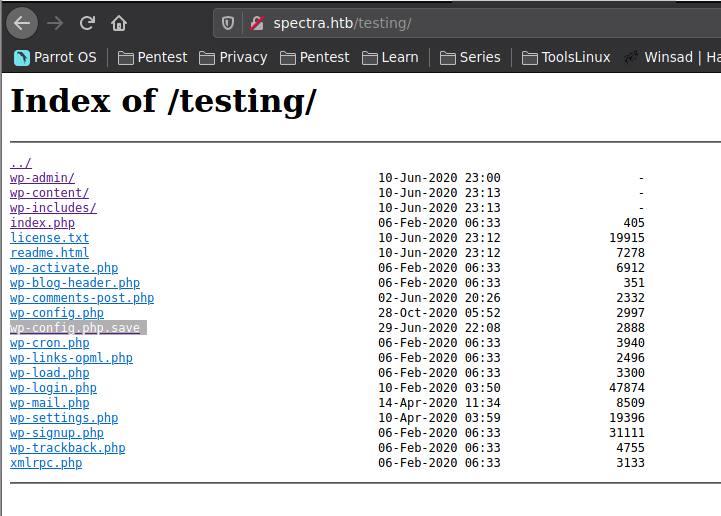 spectra.htb/testing/
Parrot OS Pentest Privacy Pentest Learn Series ToolsLinux Winsad | Ha
Index of /testing/
../
wp-admin/ 10-Jun-2020 23:00 -
wp-content/ 10-Jun-2020 23:13 -
wp-includes/ 10-Jun-2020 23:13 -
index.php 06-Feb-2020 06:33 405
license.txt 10-Jun-2020 23:12 19915
readme.html 10-Jun-2020 23:12 7278
wp-activate.php 06-Feb-2020 06:33 6912
wp-blog-header.php 06-Feb-2020 06:33 351
wp-comments-post.php 02-Jun-2020 20:26 2332
wp-config.php 28-Oct-2020 05:52 2997
wp-config.php.save 29-Jun-2020 22:08 2888
wp-cron.php 06-Feb-2020 06:33 3940
wp-links-opml.php 06-Feb-2020 06:33 2496
wp-load.php 06-Feb-2020 06:33 3300
wp-login.php 10-Feb-2020 03:50 47874
wp-mail.php 14-Apr-2020 11:34 8509
wp-settings.php 10-Apr-2020 03:59 19396
wp-signup.php 06-Feb-2020 06:33 31111
wp-trackback.php 06-Feb-2020 06:33 4755
xmlrpc.php 06-Feb-2020 06:33 3133